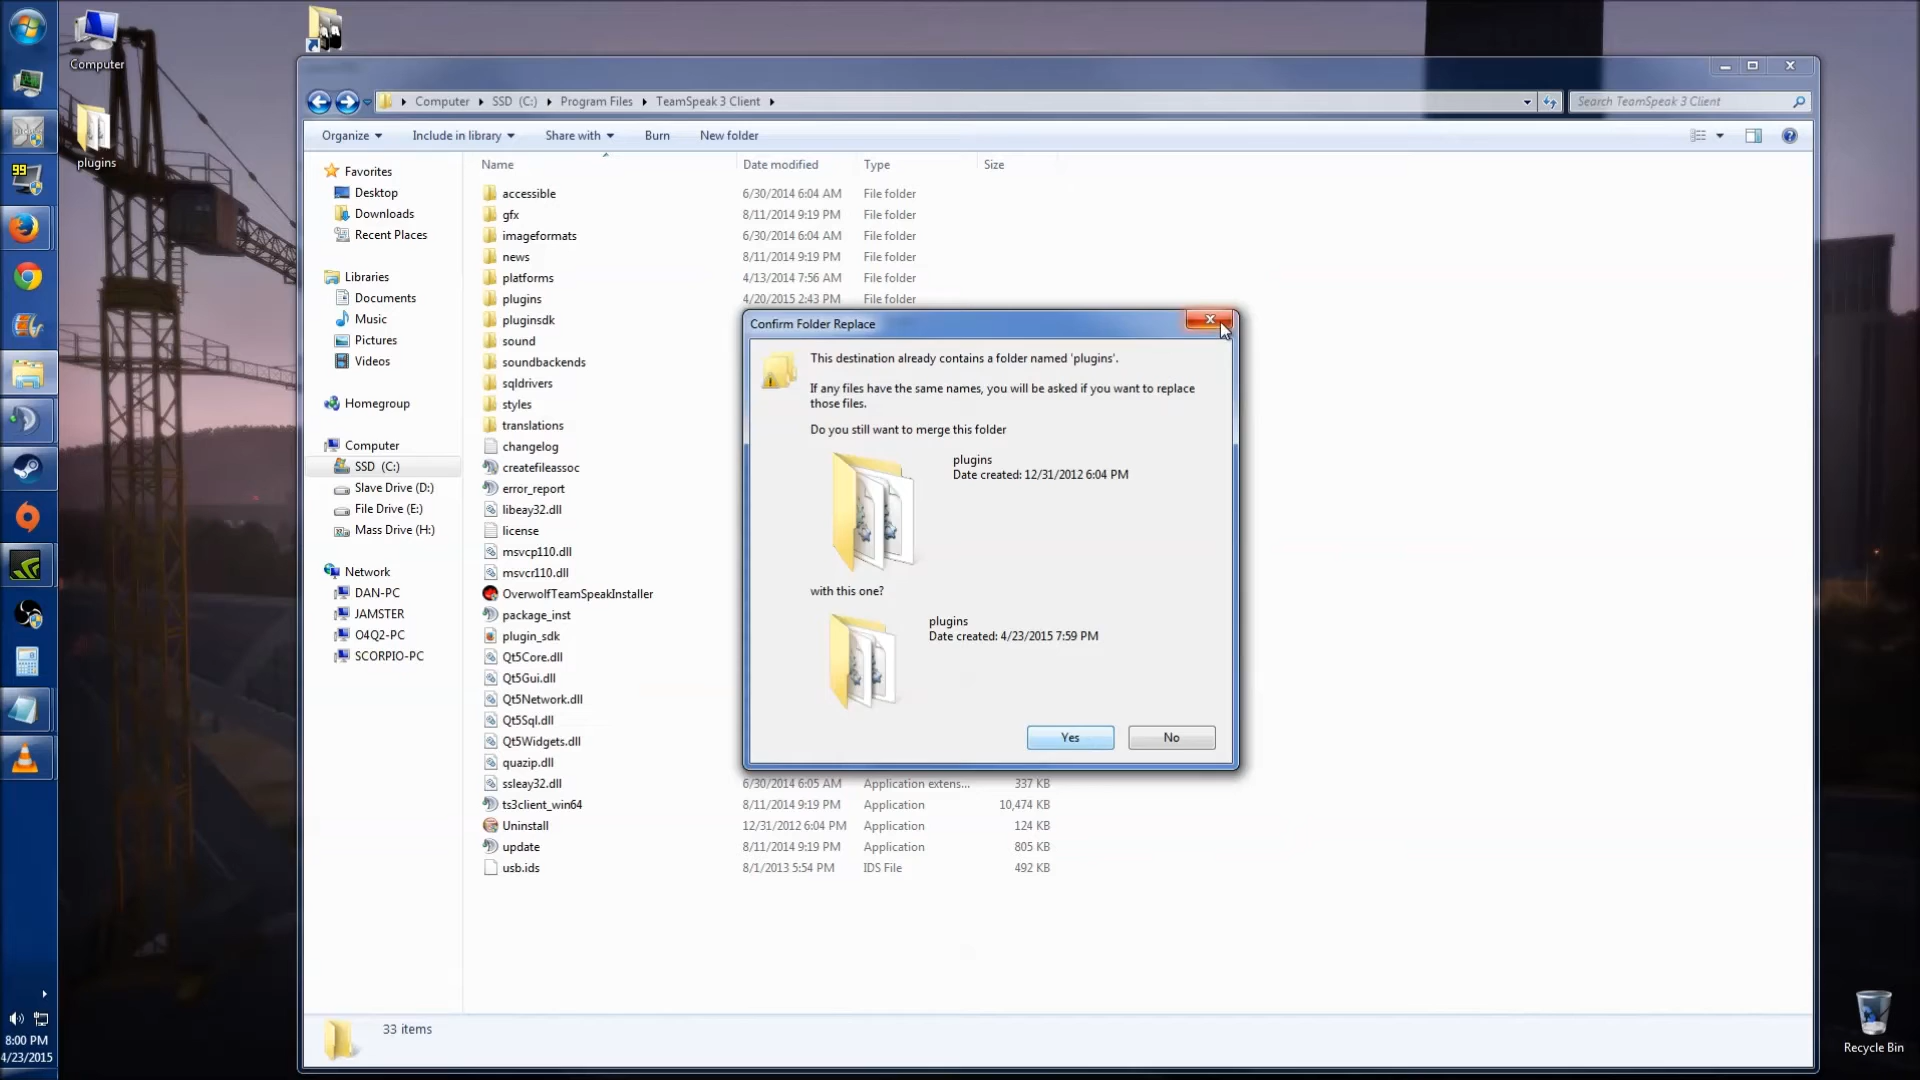 Computer
plugins
Computer ▸ SSD (C:) ▸ Program Files ▸ TeamSpeak 3 Client ▸
Search TeamSpeak 3 Client
Organize
Include in library
Share with
Burn
New folder
Favorites
Desktop
Downloads
Recent Places
Libraries
Documents
Music
Pictures
Videos
Homegroup
Computer
SSD (C:)
Slave Drive (D:)
File Drive (E:)
Mass Drive (H:)
Network
DAN-PC
JAMSTER
O4Q2-PC
SCORPIO-PC
Name Date modified Type Size
accessible 6/30/2014 6:04 AM File folder
gfx 8/11/2014 9:19 PM File folder
imageformats 6/30/2014 6:04 AM File folder
news 8/11/2014 9:19 PM File folder
platforms 4/13/2014 7:56 AM File folder
plugins 4/20/2015 2:43 PM File folder
pluginsdk
sound
soundbackends
sqldrivers
styles
translations
changelog
createfileassoc
error_report
libeay32.dll
license
msvcp110.dll
msvcr110.dll
OverwolfTeamSpeakInstaller
package_inst
plugin_sdk
Qt5Core.dll
Qt5Gui.dll
Qt5Network.dll
Qt5Sql.dll
Qt5Widgets.dll
quazip.dll
ssleay32.dll 6/30/2014 6:05 AM Application extens... 337 KB
ts3client_win64 8/11/2014 9:19 PM Application 10,474 KB
Uninstall 12/31/2012 6:04 PM Application 124 KB
update 8/11/2014 9:19 PM Application 805 KB
usb.ids 8/1/2013 5:54 PM IDS File 492 KB
Confirm Folder Replace
This destination already contains a folder named 'plugins'.
If any files have the same names, you will be asked if you want to replace
those files.
Do you still want to merge this folder
plugins
Date created: 12/31/2012 6:04 PM
with this one?
plugins
Date created: 4/23/2015 7:59 PM
Yes
No
33 items
99
8:00 PM
4/23/2015
Recycle Bin